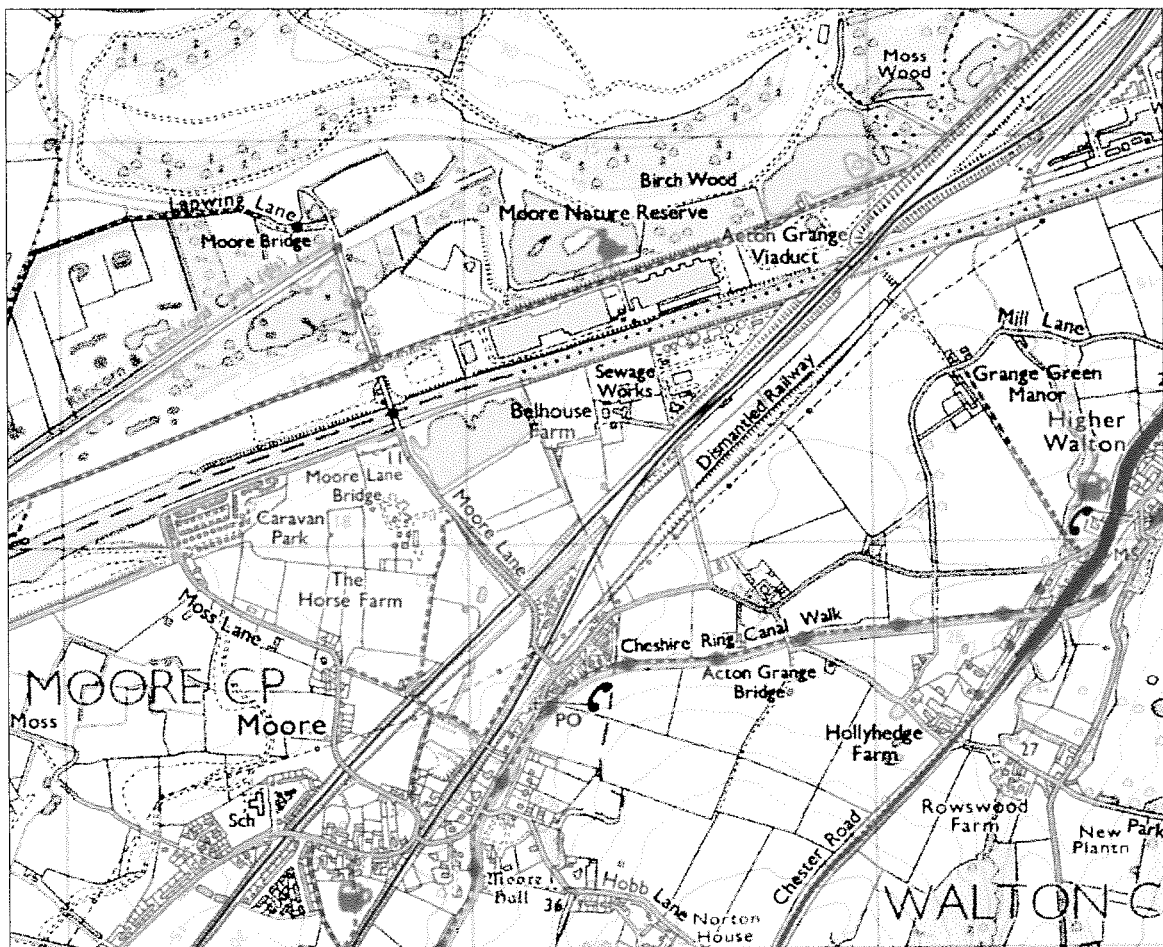 Moss
Wood
Birch Wood
Lapwing Lane
Moore Bridge
Moore Nature Reserve
Acton Grange
Viaduct
Mill Lane
Grange Green
Manor
Sewage
Works
Belhouse
Farm
Dismantled Railway
Higher
Walton
11
Moore Lane
Bridge
Moore Lane
Caravan
Park
MS
The
Horse Farm
Moss Lane
Cheshire Ring Canal Walk
MOORE CP
Acton Grange
Bridge
Moss
Moore
PO
Hollyhedge
Farm
27
Sch
Rowswood
Farm
Chester Road
New
Plantn
Park
Moore
Hall
36
Hobb Lane
Norton
House
WALTON C